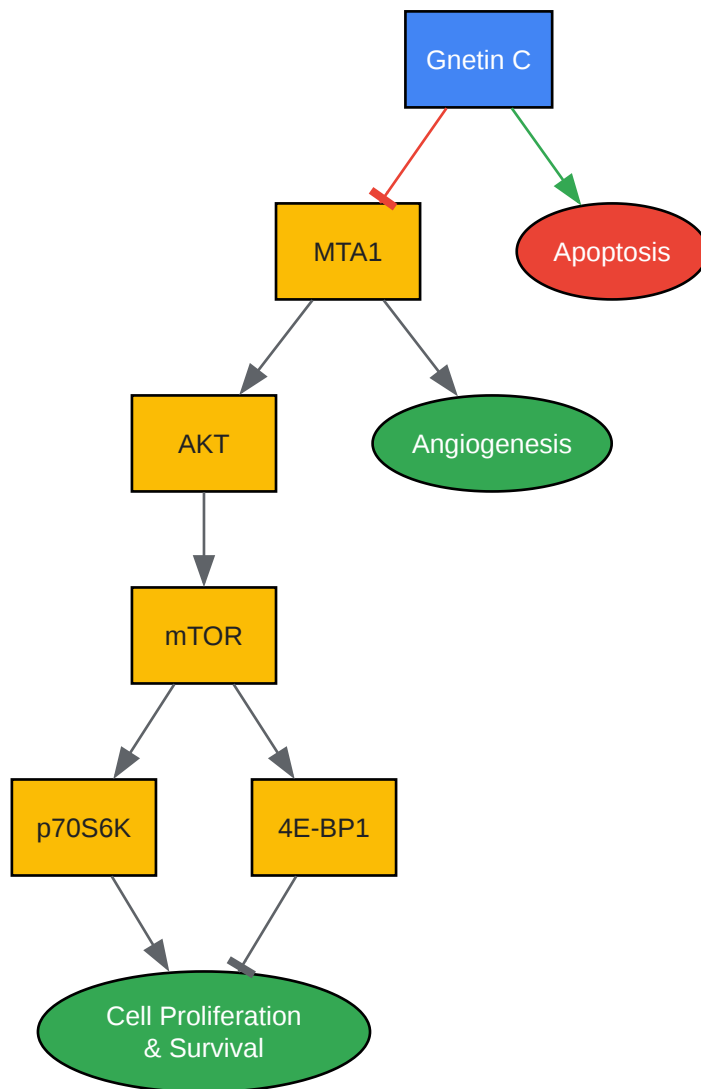 Gnetin C
MTA1
Apoptosis
AKT
Angiogenesis
mTOR
p70S6K
4E-BP1
Cell Proliferation
& Survival